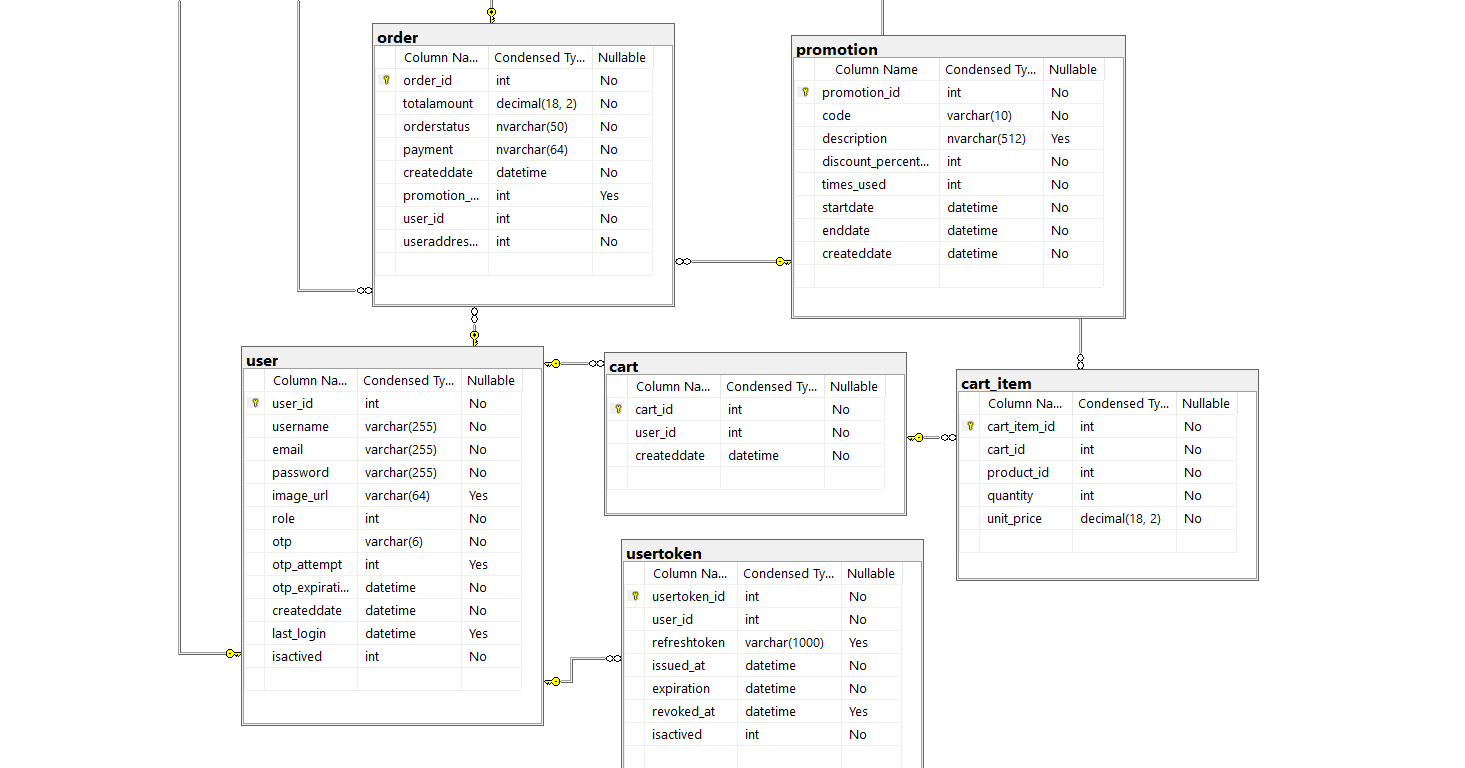 order
Column Na... Condensed Ty... Nullable
order_id int No
totalamount decimal(18, 2) No
orderstatus nvarchar(50) No
payment nvarchar(64) No
createddate datetime No
promotion_... int Yes
user_id int No
useraddres... int No
promotion
Column Name Condensed Ty... Nullable
promotion_id int No
code varchar(10) No
description nvarchar(512) Yes
discount_percent... int No
times_used int No
startdate datetime No
enddate datetime No
createddate datetime No
user
Column Na... Condensed Ty... Nullable
user_id int No
username varchar(255) No
email varchar(255) No
password varchar(255) No
image_url varchar(64) Yes
role int No
otp varchar(6) No
otp_attempt int Yes
otp_expirati... datetime No
createddate datetime No
last_login datetime Yes
isactived int No
cart
Column Na... Condensed Ty... Nullable
cart_id int No
user_id int No
createddate datetime No
cart_item
Column Na... Condensed Ty... Nullable
cart_item_id int No
cart_id int No
product_id int No
quantity int No
unit_price decimal(18, 2) No
usertoken
Column Na... Condensed Ty... Nullable
usertoken_id int No
user_id int No
refreshtoken varchar(1000) Yes
issued_at datetime No
expiration datetime No
revoked_at datetime Yes
isactived int No